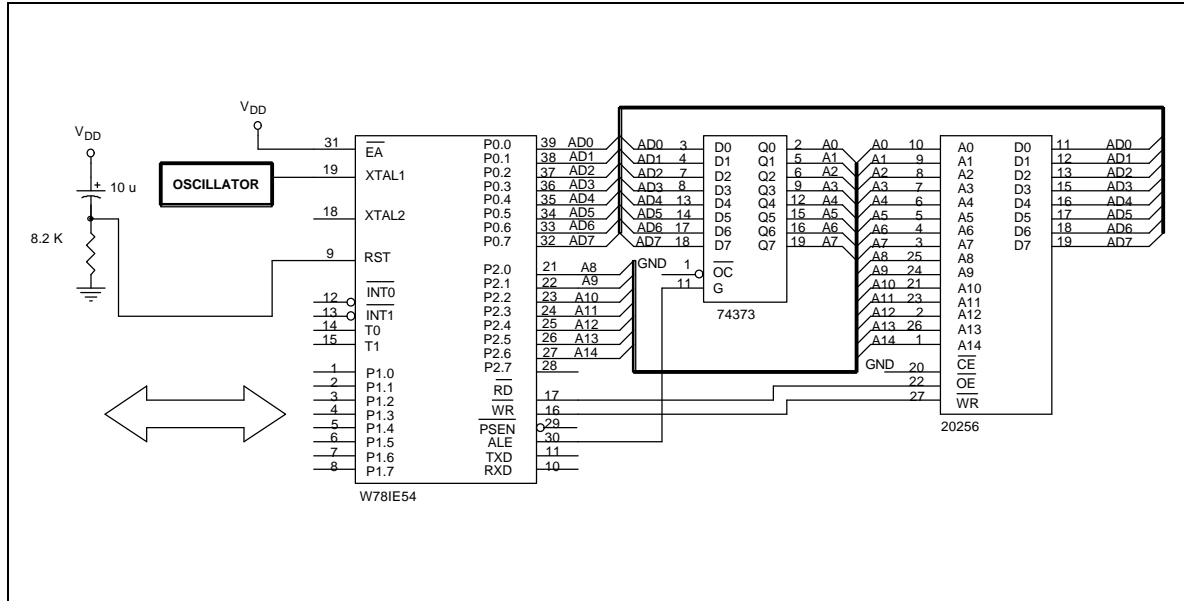 V_DD
V_DD
10 u
8.2 K
OSCILLATOR
31 EA
19 XTAL1
18 XTAL2
9 RST
12 INT0
13 INT1
14 T0
15 T1
1 P1.0
2 P1.1
3 P1.2
4 P1.3
5 P1.4
6 P1.5
7 P1.6
8 P1.7
P0.0 39 AD0
P0.1 38 AD1
P0.2 37 AD2
P0.3 36 AD3
P0.4 35 AD4
P0.5 34 AD5
P0.6 33 AD6
P0.7 32 AD7
P2.0 21 A8
P2.1 22 A9
P2.2 23 A10
P2.3 24 A11
P2.4 25 A12
P2.5 26 A13
P2.6 27 A14
P2.7 28
RD 17
WR 16
PSEN 29
ALE 30
TXD 11
RXD 10
W78IE54
AD0 3 D0 Q0 2 A0
AD1 4 D1 Q1 5 A1
AD2 7 D2 Q2 6 A2
AD3 8 D3 Q3 9 A3
AD4 13 D4 Q4 12 A4
AD5 14 D5 Q5 15 A5
AD6 17 D6 Q6 16 A6
AD7 18 D7 Q7 19 A7
GND 1 OC
11 G
74373
A0 10 A0 D0 11 AD0
A1 9 A1 D1 12 AD1
A2 8 A2 D2 13 AD2
A3 7 A3 D3 15 AD3
A4 6 A4 D4 16 AD4
A5 5 A5 D5 17 AD5
A6 4 A6 D6 18 AD6
A7 3 A7 D7 19 AD7
A8 25 A8
A9 24 A9
A10 21 A10
A11 23 A11
A12 2 A12
A13 26 A13
A14 1 A14
GND 20 CE
22 OE
27 WR
20256